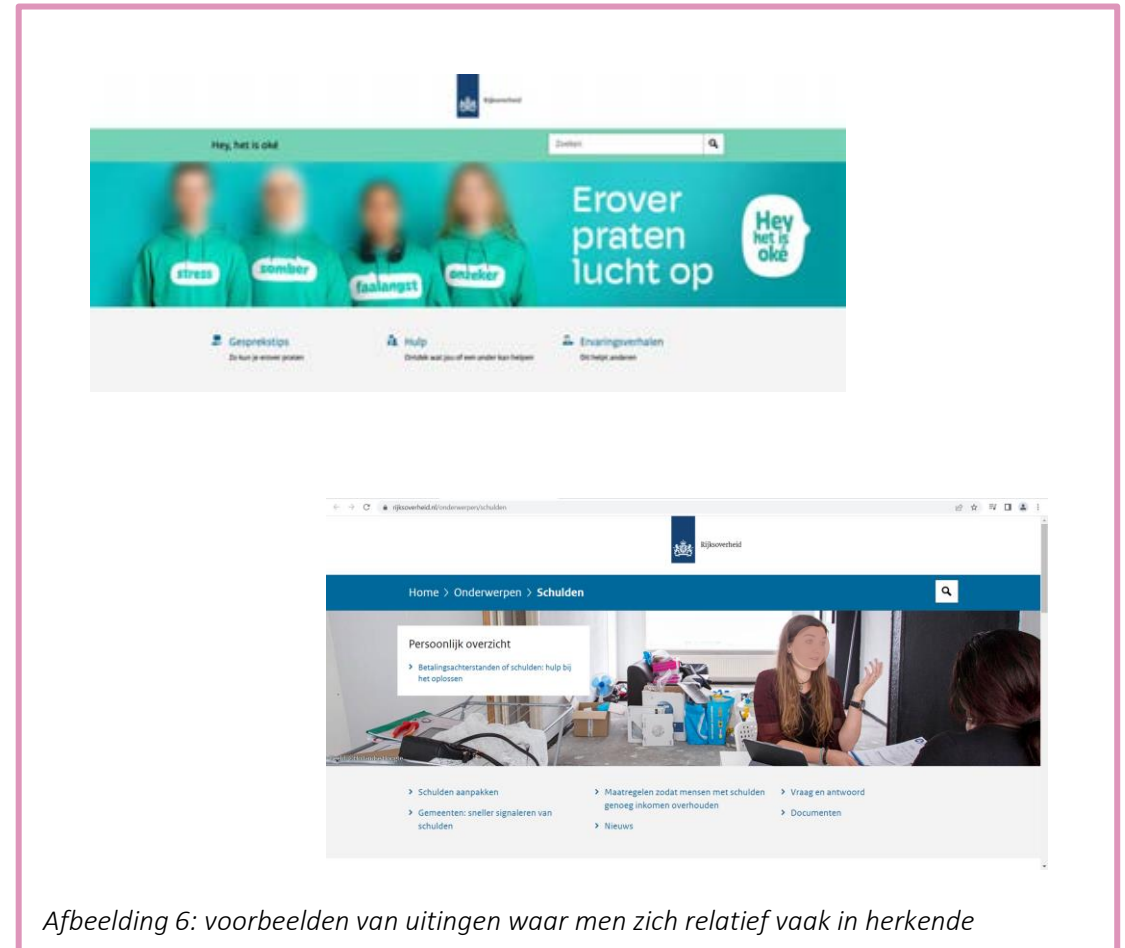 Rijksoverheid
Hey, het is oké
Zoeken
Erover
praten
lucht op
Hey
het is
oké
stress
somber
faalangst
onzeker
Gesprekstips
Hulp
Ervaringsverhalen
Zo kun je erover praten
Ontdek wat jou of een ander kan helpen
Dit helpt anderen
rijksoverheid.nl/onderwerpen/schulden
Rijksoverheid
Home > Onderwerpen > Schulden
Persoonlijk overzicht
Betalingsachterstanden of schulden: hulp bij
het oplossen
Schulden aanpakken
Gemeenten: sneller signaleren van
schulden
Maatregelen zodat mensen met schulden
genoeg inkomen overhouden
Nieuws
Vraag en antwoord
Documenten
Afbeelding 6: voorbeelden van uitingen waar men zich relatief vaak in herkende